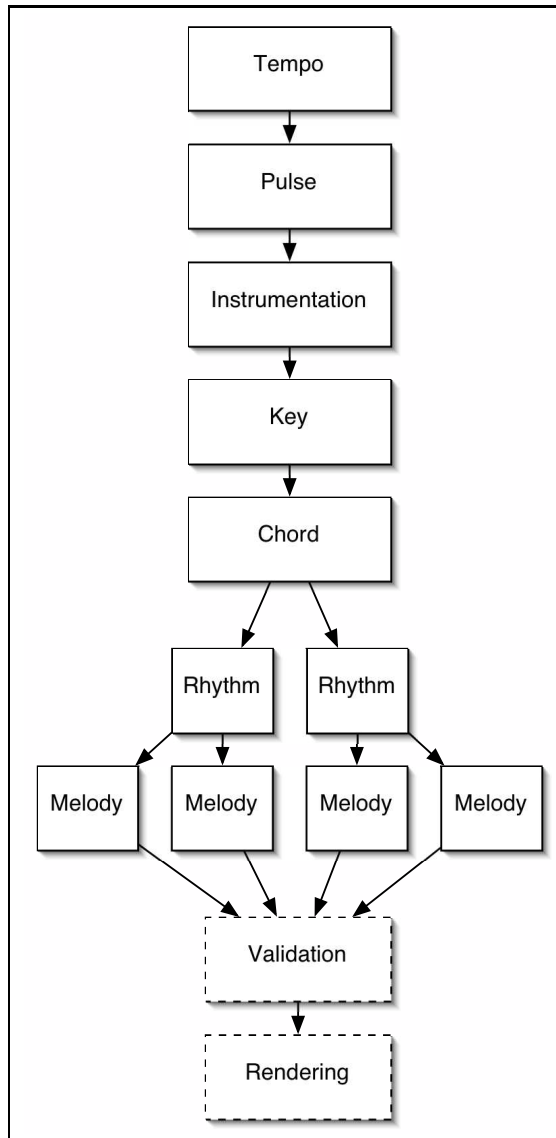 Tempo
Pulse
Instrumentation
Key
Chord
Rhythm Rhythm
Melody Melody Melody Melody
Validation
Rendering